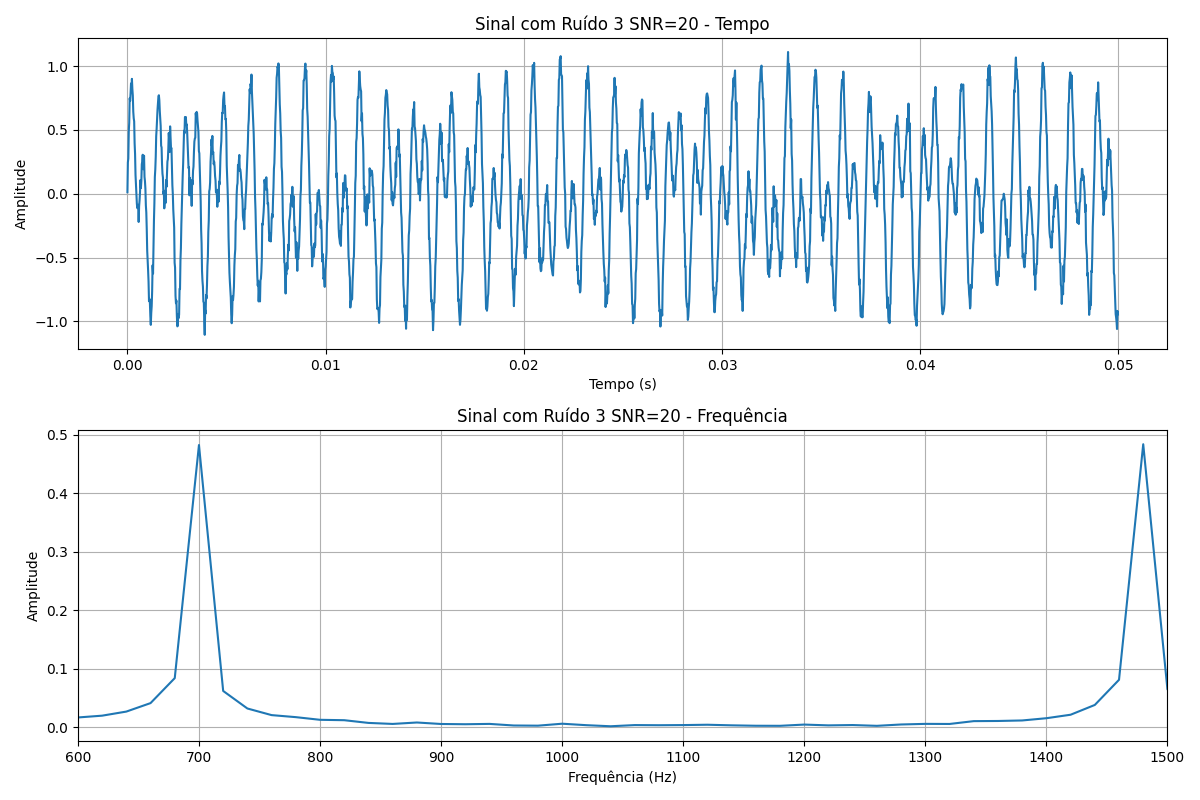 Sinal com Ruído 3 SNR=20 - Tempo
1.0
0.5
0.0
−0.5
−1.0
Amplitude
0.00 0.01 0.02 0.03 0.04 0.05
Tempo (s)
Sinal com Ruído 3 SNR=20 - Frequência
0.5
0.4
0.3
0.2
0.1
0.0
Amplitude
600 700 800 900 1000 1100 1200 1300 1400 1500
Frequência (Hz)